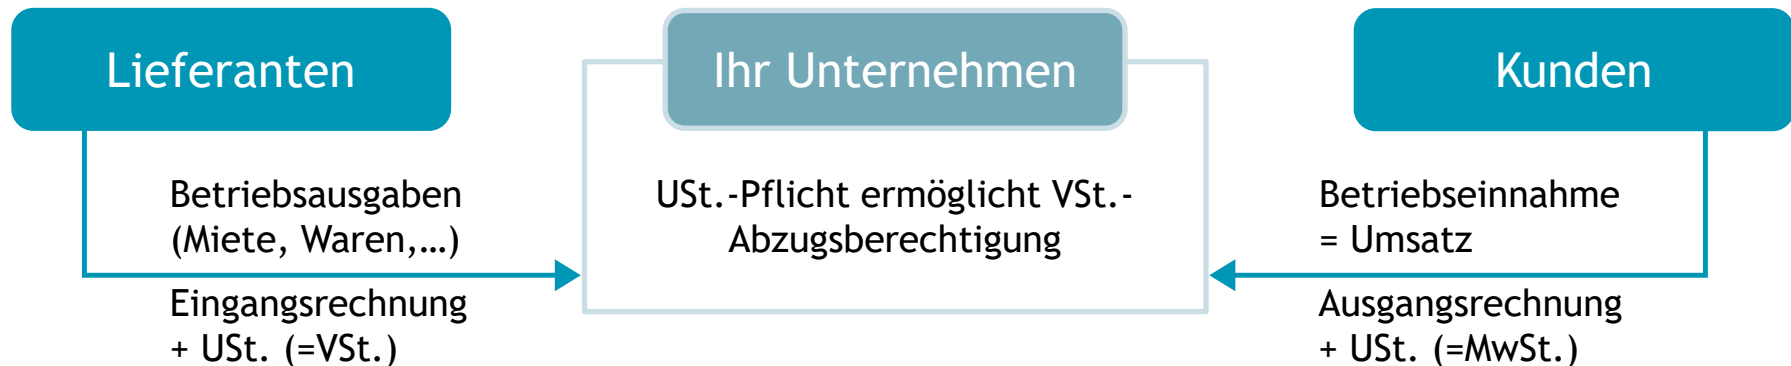 Lieferanten
Betriebsausgaben
(Miete, Waren,…)
Eingangsrechnung
+ USt. (=VSt.)
Ihr Unternehmen
USt.-Pflicht ermöglicht VSt.-
Abzugsberechtigung
Kunden
Betriebseinnahme
= Umsatz
Ausgangsrechnung
+ USt. (=MwSt.)